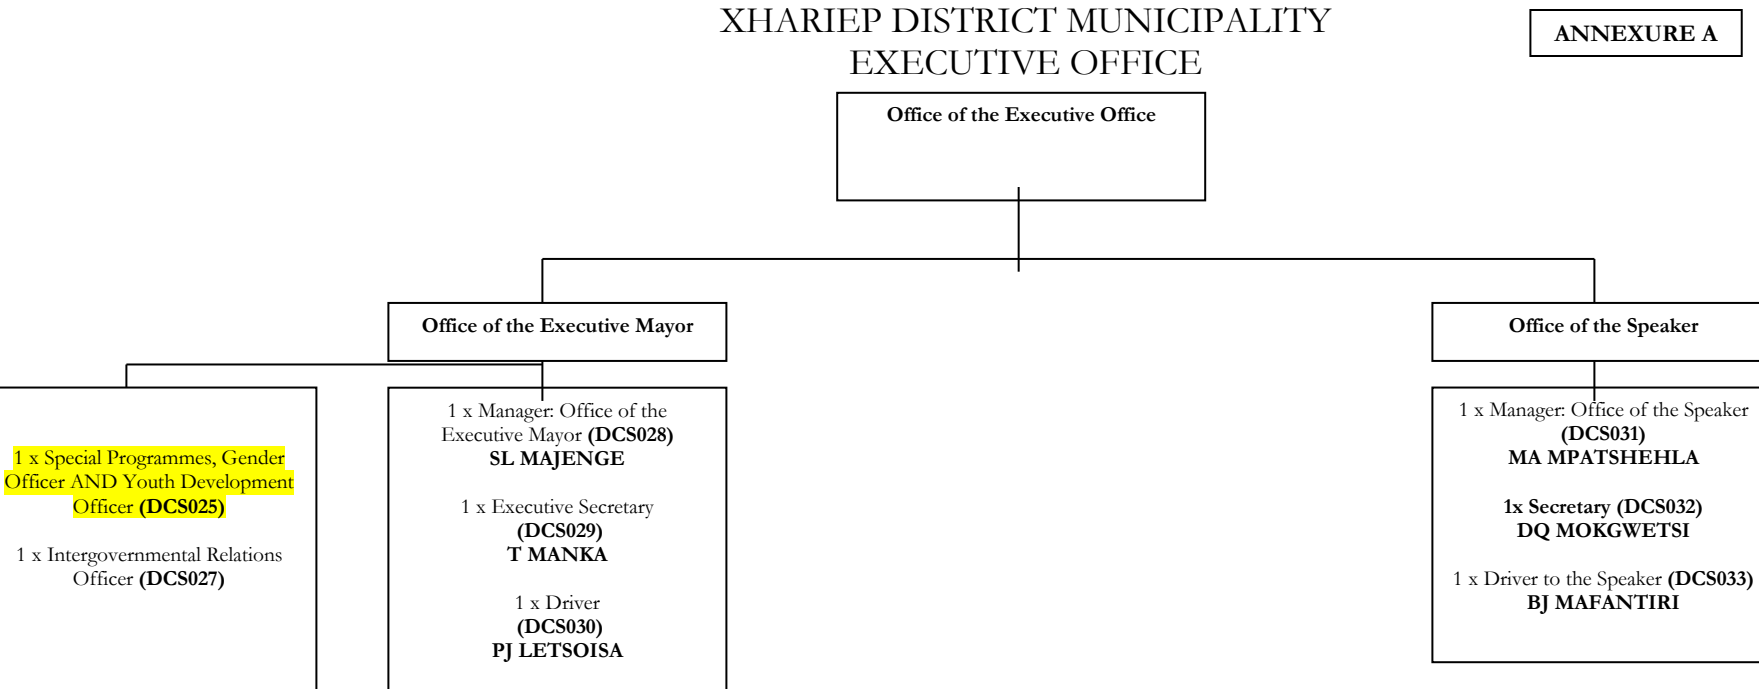 XHARIEP DISTRICT MUNICIPALITY
EXECUTIVE OFFICE
ANNEXURE A
Office of the Executive Office
Office of the Executive Mayor
Office of the Speaker
1 x Special Programmes, Gender
Officer AND Youth Development
Officer (DCS025)
1 x Intergovernmental Relations
Officer (DCS027)
1 x Manager: Office of the
Executive Mayor (DCS028)
SL MAJENGE
1 x Executive Secretary
(DCS029)
T MANKA
1 x Driver
(DCS030)
PJ LETSOISA
1 x Manager: Office of the Speaker
(DCS031)
MA MPATSHEHLA
1x Secretary (DCS032)
DQ MOKGWETSI
1 x Driver to the Speaker (DCS033)
BJ MAFANTIRI